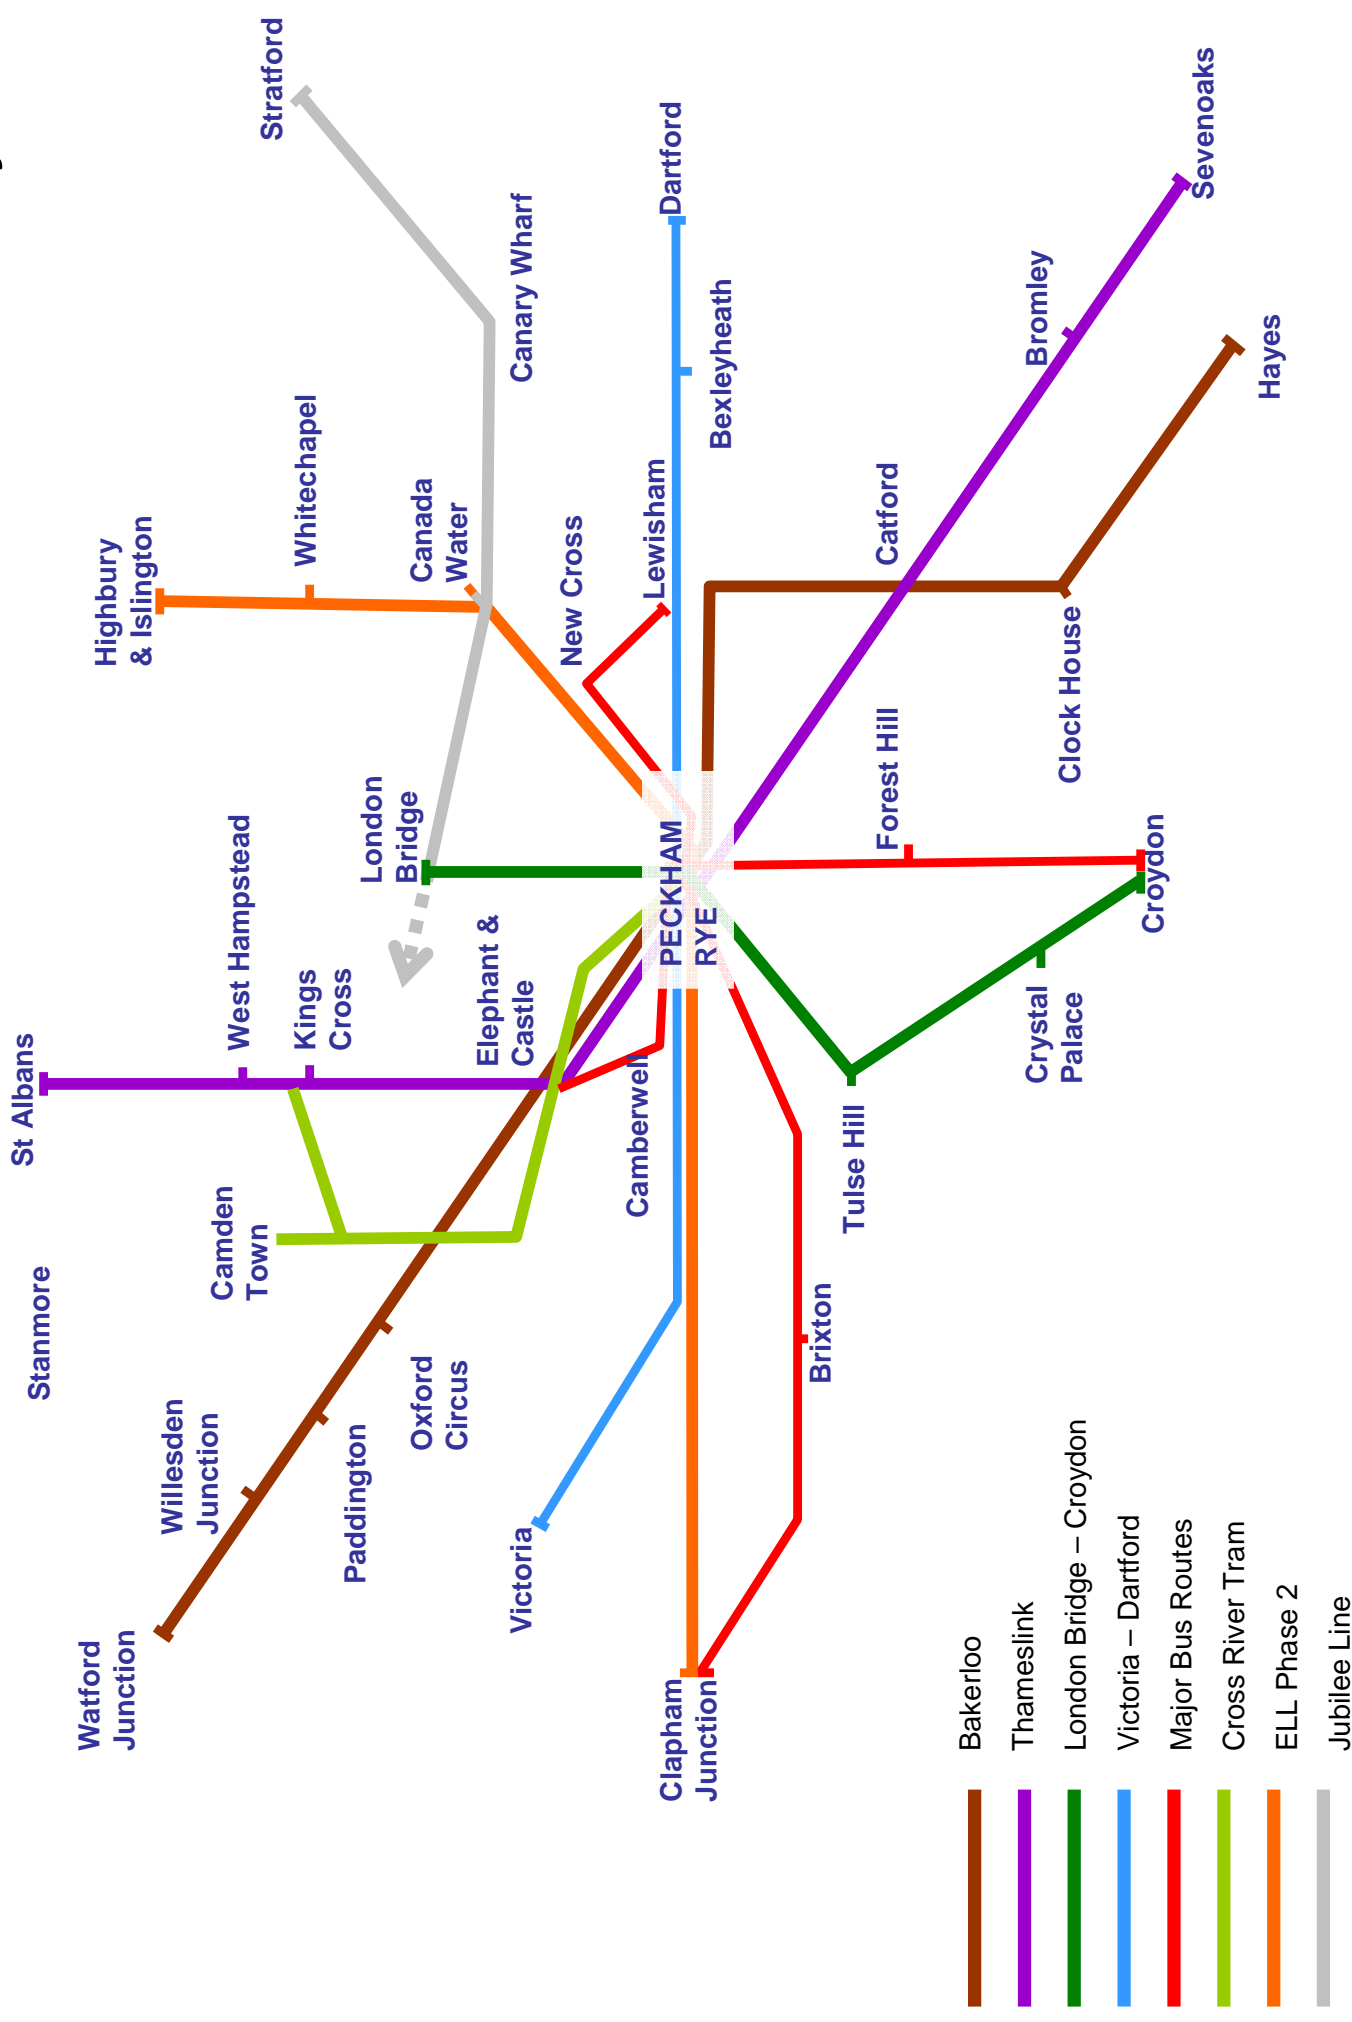 St Albans
Stanmore
Highbury
& Islington
Watford
Junction
West Hampstead
Camden
Town
Willesden
Junction
Stratford
Whitechapel
Kings
Cross
Paddington
London
Bridge
Canada
Water
Oxford
Circus
Elephant &
Castle
Canary Wharf
Victoria
New Cross
Camberwell
Lewisham
Dartford
PECKHAM
RYE
Clapham
Junction
Bexleyheath
Brixton
Tulse Hill
Forest Hill
Catford
Crystal
Palace
Bromley
Clock House
Croydon
Sevenoaks
Hayes
Bakerloo
Thameslink
London Bridge – Croydon
Victoria – Dartford
Major Bus Routes
Cross River Tram
ELL Phase 2
Jubilee Line